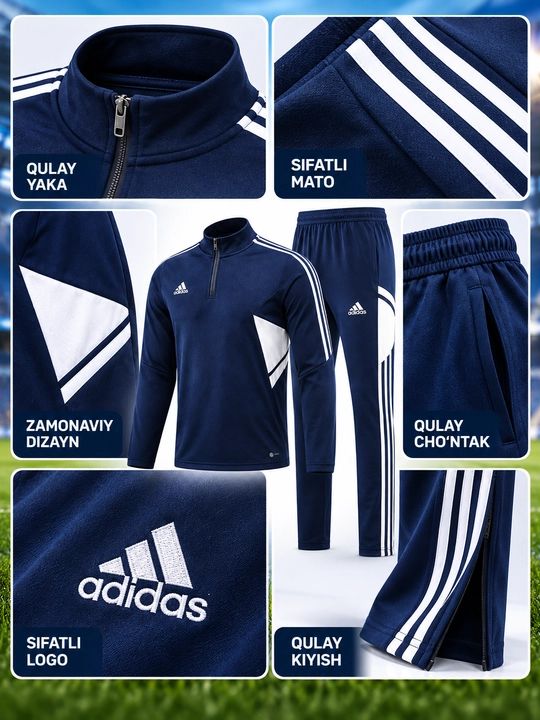 QULAY
YAKA
SIFATLI
MATO
adidas
adidas
ZAMONAVIY
DIZAYN
QULAY
CHO‘NTAK
adidas
SIFATLI
LOGO
QULAY
KIYISH